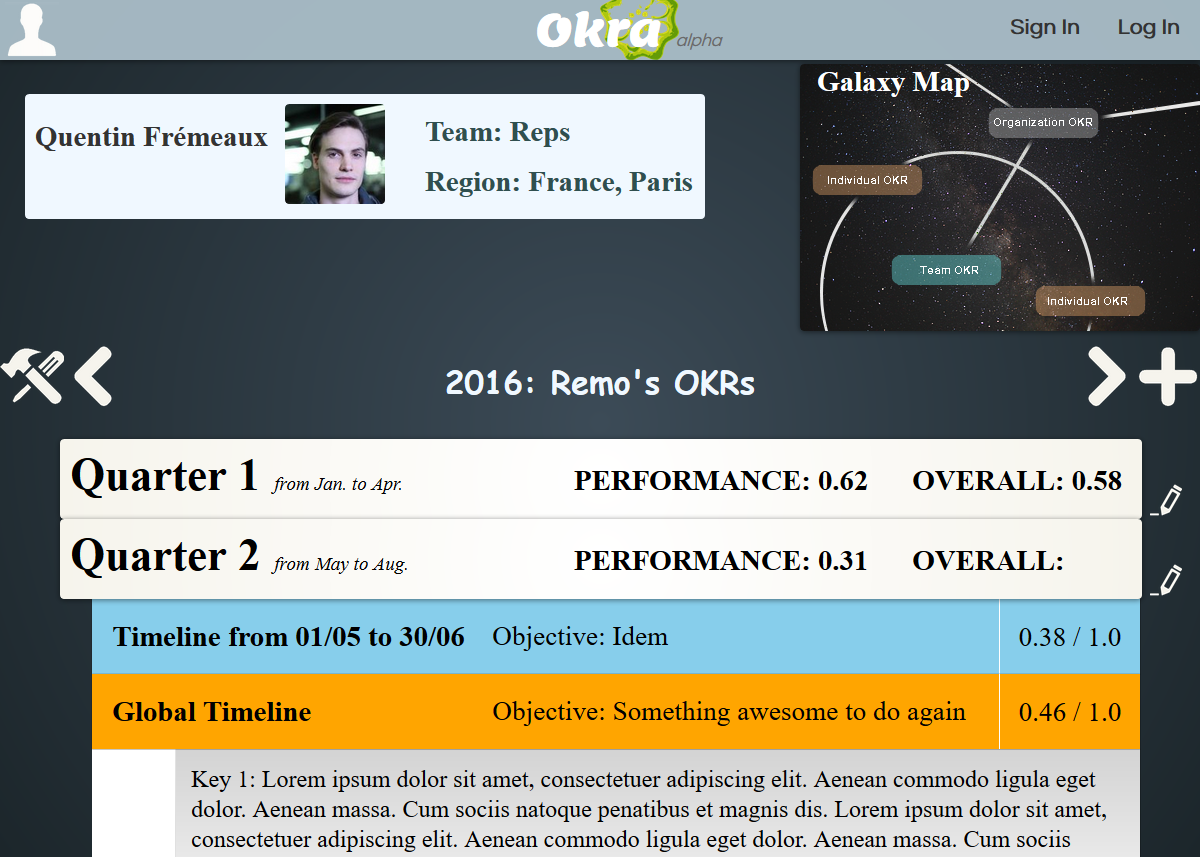 Okra alpha
Sign In
Log In
Quentin Frémeaux
Team: Reps
Region: France, Paris
Galaxy Map
Organization OKR
Individual OKR
Team OKR
Individual OKR
2016: Remo's OKRs
Quarter 1 from Jan. to Apr. PERFORMANCE: 0.62 OVERALL: 0.58
Quarter 2 from May to Aug. PERFORMANCE: 0.31 OVERALL:
Timeline from 01/05 to 30/06 Objective: Idem 0.38 / 1.0
Global Timeline Objective: Something awesome to do again 0.46 / 1.0
Key 1: Lorem ipsum dolor sit amet, consectetuer adipiscing elit. Aenean commodo ligula eget
dolor. Aenean massa. Cum sociis natoque penatibus et magnis dis. Lorem ipsum dolor sit amet,
consectetuer adipiscing elit. Aenean commodo ligula eget dolor. Aenean massa. Cum sociis